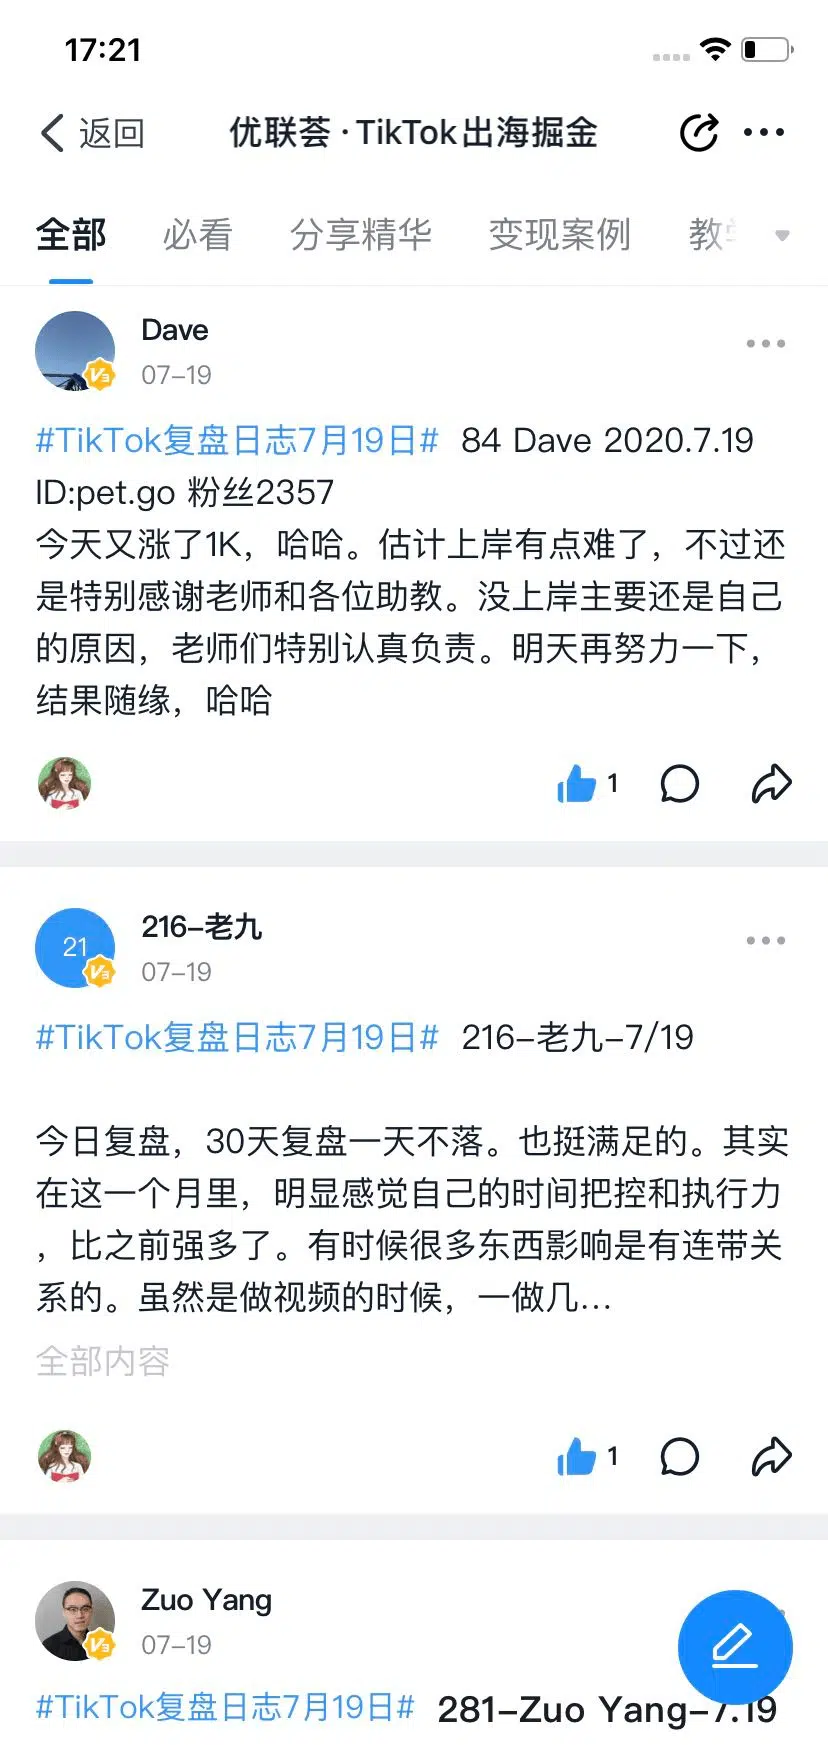 17:21
返回
优联荟·TikTok出海掘金
全部 必看 分享精华 变现案例 教
Dave
07-19
#TikTok复盘日志7月19日# 84 Dave 2020.7.19
ID:pet.go 粉丝2357
今天又涨了1K，哈哈。估计上岸有点难了，不过还
是特别感谢老师和各位助教。没上岸主要还是自己
的原因，老师们特别认真负责。明天再努力一下，
结果随缘，哈哈
1
21
216-老九
07-19
#TikTok复盘日志7月19日# 216-老九-7/19
今日复盘，30天复盘一天不落。也挺满足的。其实
在这一个月里，明显感觉自己的时间把控和执行力
，比之前强多了。有时候很多东西影响是有连带关
系的。虽然是做视频的时候，一做几...
全部内容
1
Zuo Yang
07-19
#TikTok复盘日志7月19日# 281-Zuo Yang-7.19